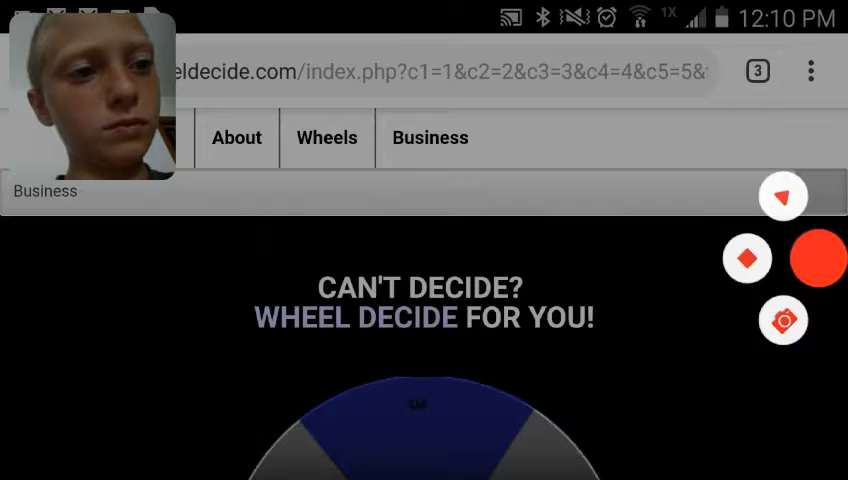 1X 12:10 PM
eldecide.com/index.php?c1=1&c2=2&c3=3&c4=4&c5=5&
3
About Wheels Business
Business
CAN'T DECIDE?
WHEEL DECIDE FOR YOU!